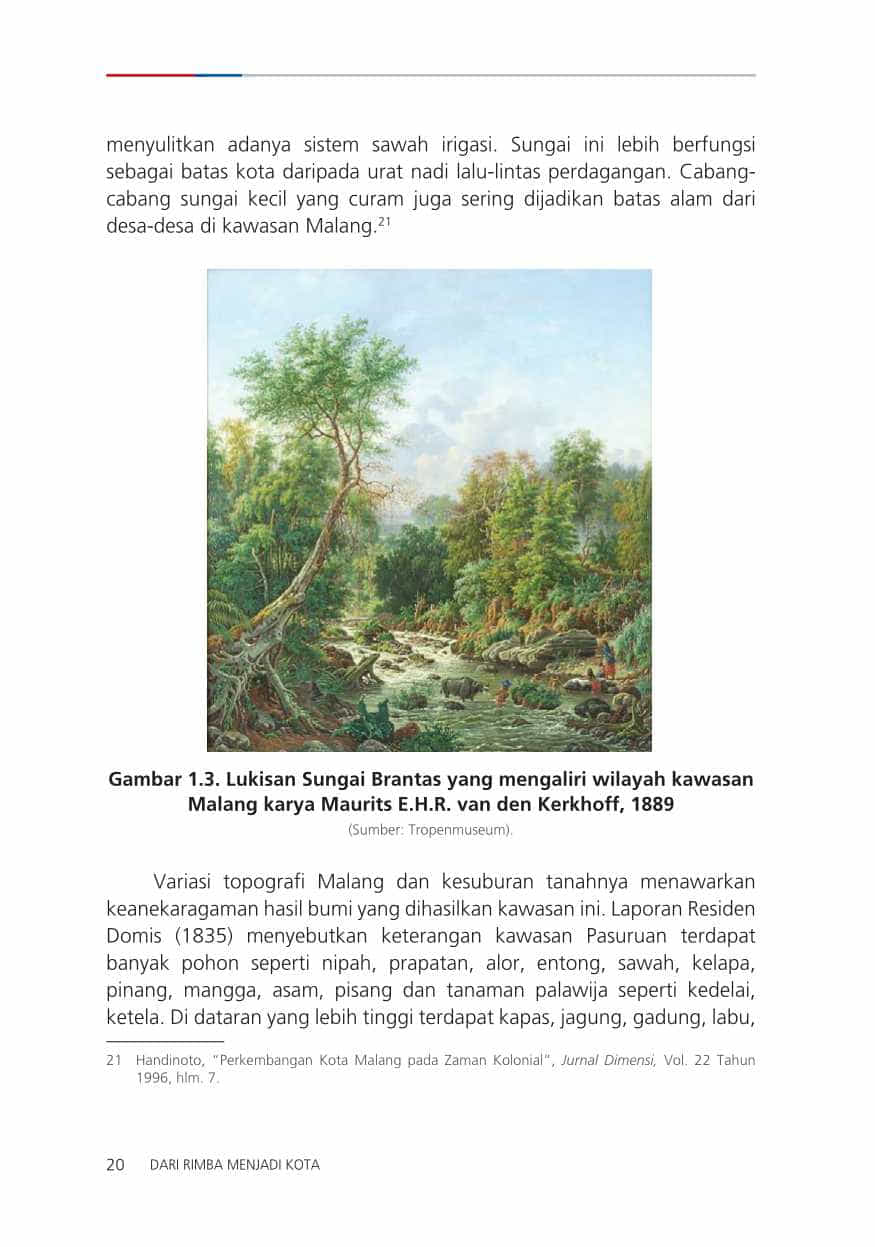 menyulitkan adanya sistem sawah irigasi. Sungai ini lebih berfungsi
sebagai batas kota daripada urat nadi lalu-lintas perdagangan. Cabang-
cabang sungai kecil yang curam juga sering dijadikan batas alam dari
desa-desa di kawasan Malang.21
Gambar 1.3. Lukisan Sungai Brantas yang mengaliri wilayah kawasan
Malang karya Maurits E.H.R. van den Kerkhoff, 1889
(Sumber: Tropenmuseum).
Variasi topografi Malang dan kesuburan tanahnya menawarkan
keanekaragaman hasil bumi yang dihasilkan kawasan ini. Laporan Residen
Domis (1835) menyebutkan keterangan kawasan Pasuruan terdapat
banyak pohon seperti nipah, prapatan, alor, entong, sawah, kelapa,
pinang, mangga, asam, pisang dan tanaman palawija seperti kedelai,
ketela. Di dataran yang lebih tinggi terdapat kapas, jagung, gadung, labu,
21 Handinoto, “Perkembangan Kota Malang pada Zaman Kolonial”, Jurnal Dimensi, Vol. 22 Tahun
1996, hlm. 7.
20 DARI RIMBA MENJADI KOTA